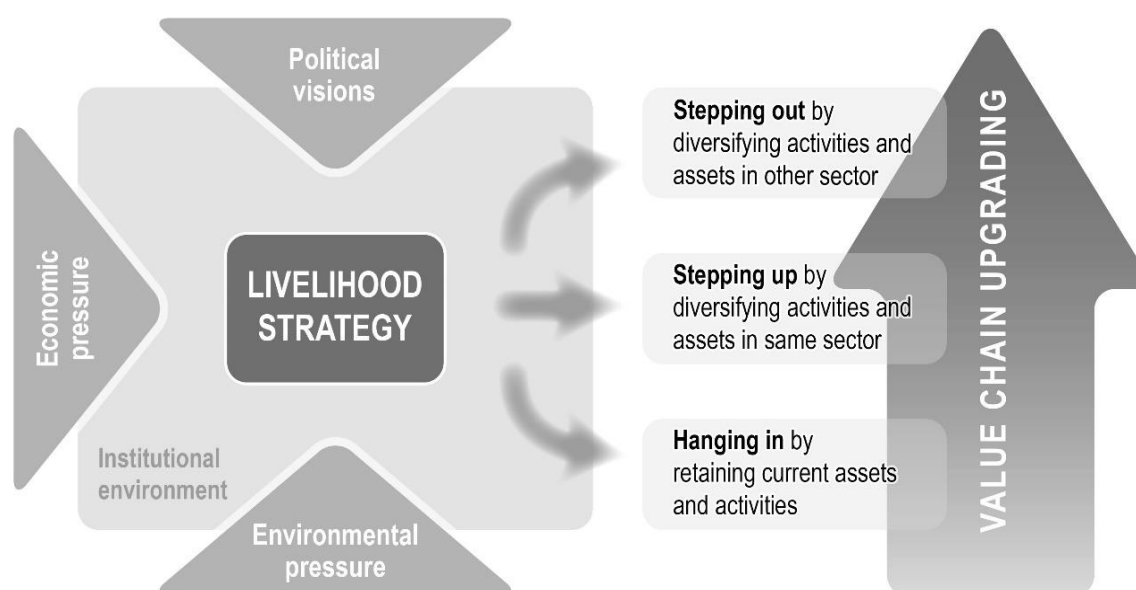 Political
visions
Economic
pressure
LIVELIHOOD
STRATEGY
Institutional
environment
Environmental
pressure
Stepping out by
diversifying activities and
assets in other sector
Stepping up by
diversifying activities and
assets in same sector
Hanging in by
retaining current assets
and activities
VALUE CHAIN UPGRADING